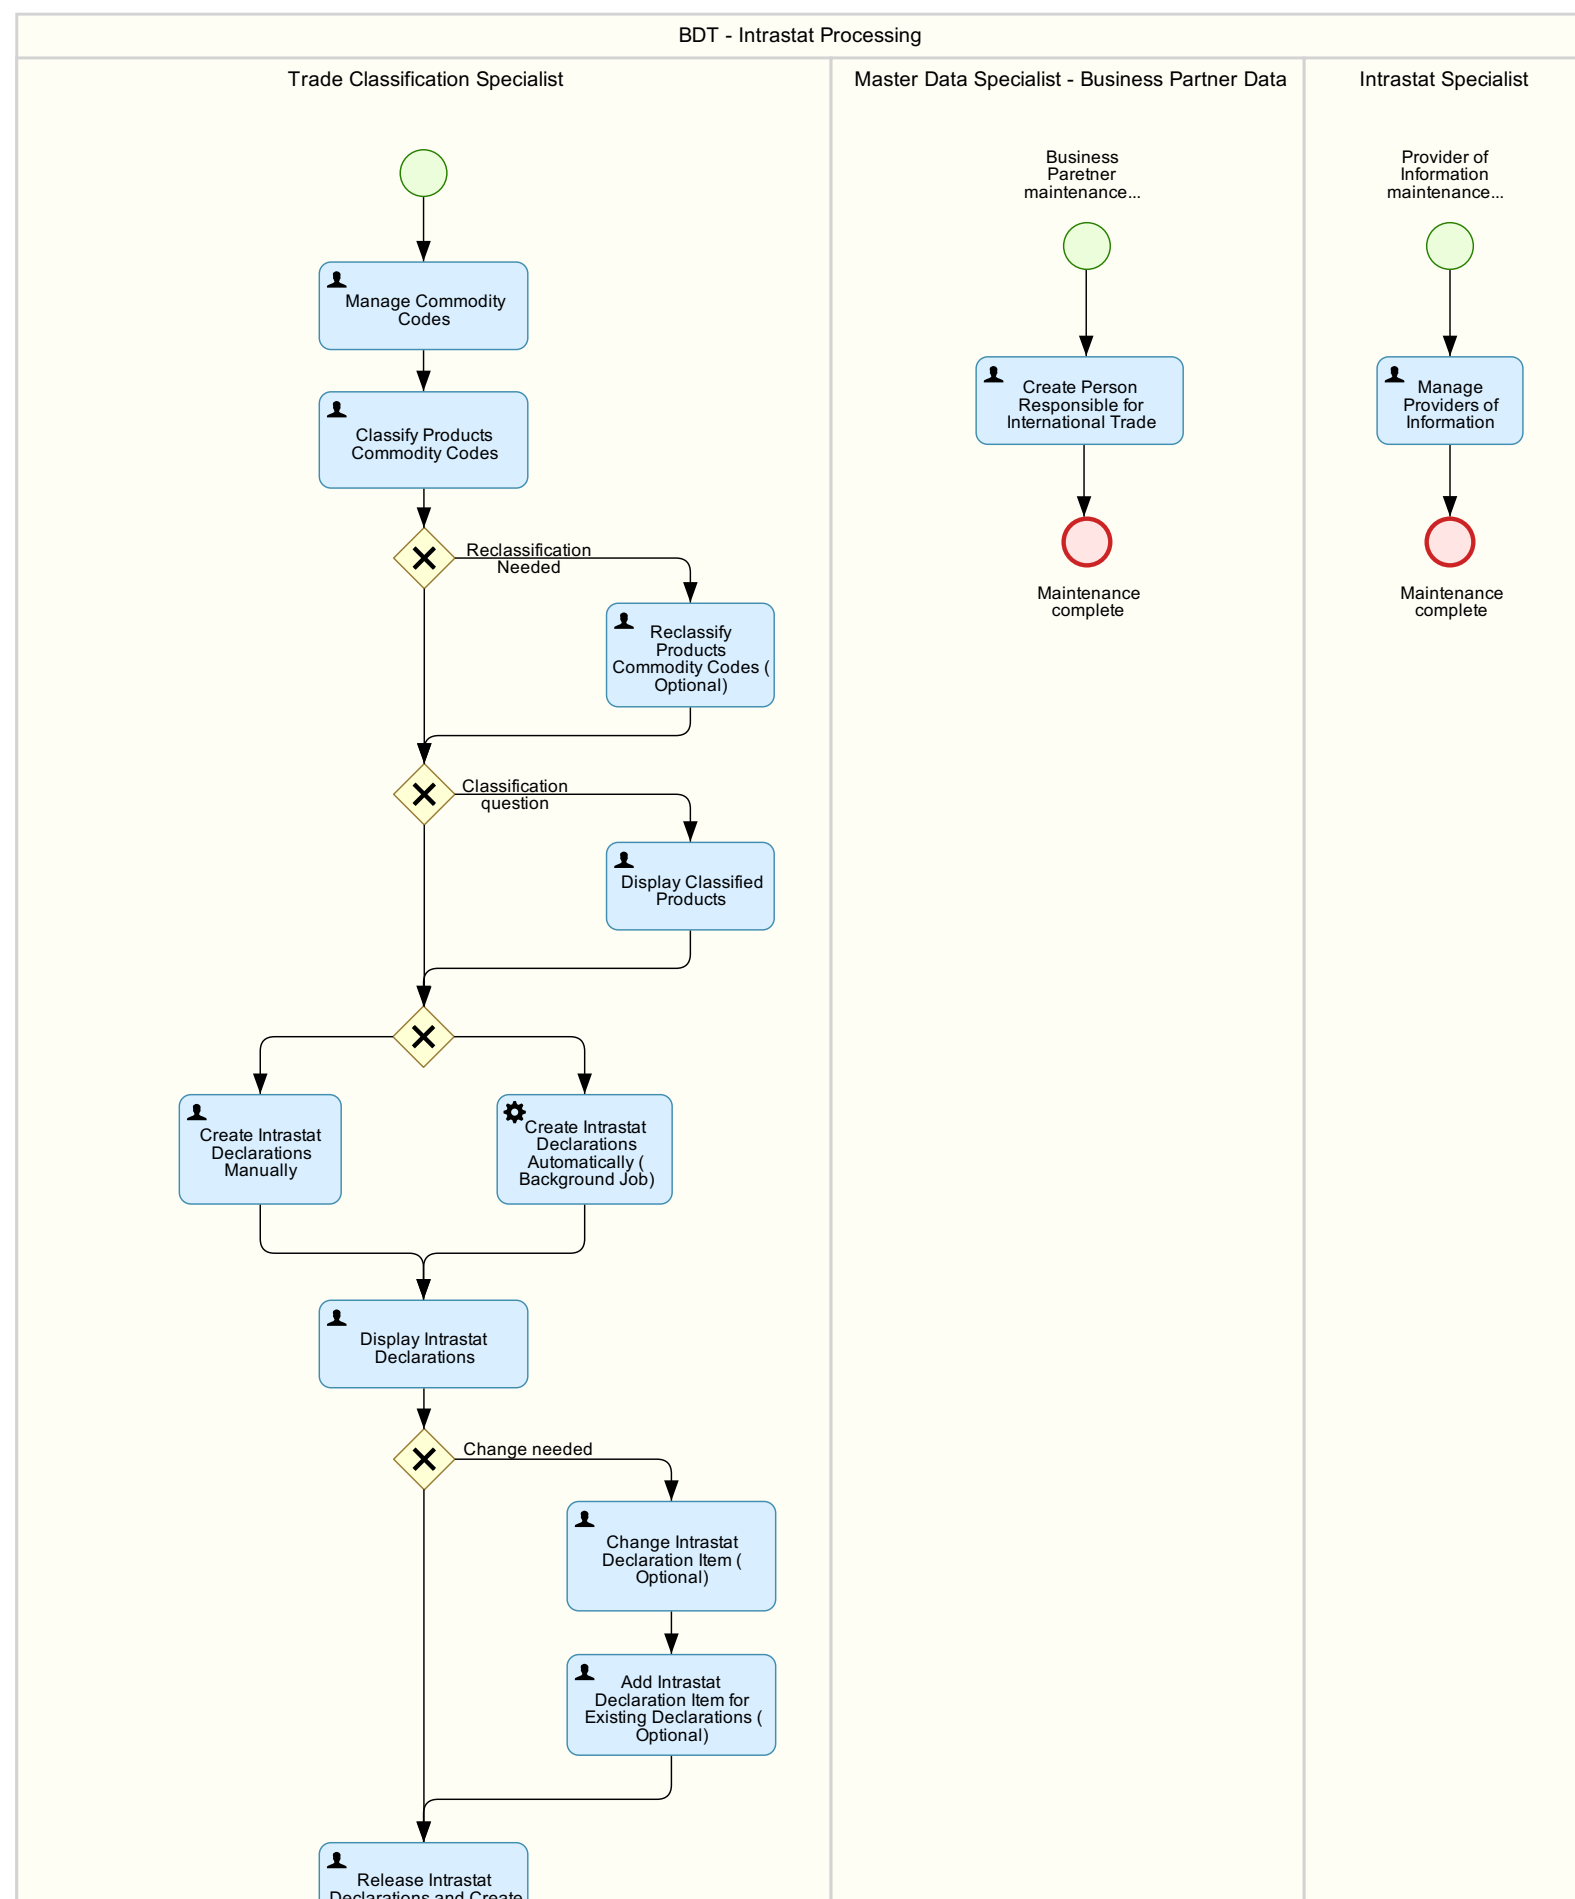 BDT - Intrastat Processing
Trade Classification Specialist
Master Data Specialist - Business Partner Data
Intrastat Specialist
Business
Paretner
maintenance...
Provider of
Information
maintenance...
Manage Commodity
Codes
Create Person
Responsible for
International Trade
Manage
Providers of
Information
Classify Products
Commodity Codes
Reclassification
Needed
Maintenance
complete
Maintenance
complete
Reclassify
Products
Commodity Codes (
Optional)
Classification
question
Display Classified
Products
Create Intrastat
Declarations
Manually
Create Intrastat
Declarations
Automatically (
Background Job)
Display Intrastat
Declarations
Change needed
Change Intrastat
Declaration Item (
Optional)
Add Intrastat
Declaration Item for
Existing Declarations (
Optional)
Release Intrastat
Declarations and Create